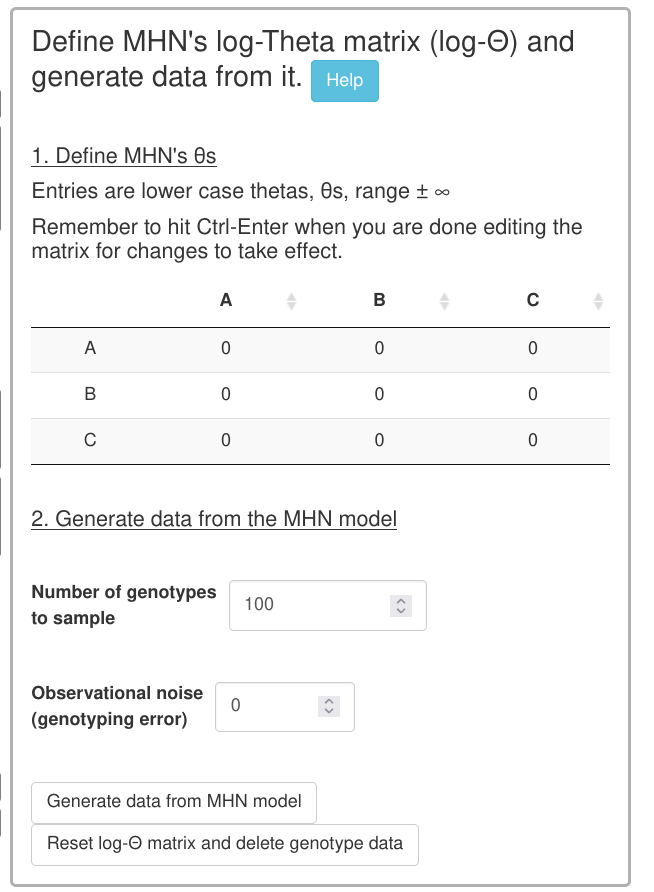 Define MHN's log-Theta matrix (log-Θ) and
generate data from it. Help
1. Define MHN's θs
Entries are lower case thetas, θs, range ± ∞
Remember to hit Ctrl-Enter when you are done editing the
matrix for changes to take effect.
A B C
A 0 0 0
B 0 0 0
C 0 0 0
2. Generate data from the MHN model
Number of genotypes
to sample
100
Observational noise
(genotyping error)
0
Generate data from MHN model
Reset log-Θ matrix and delete genotype data